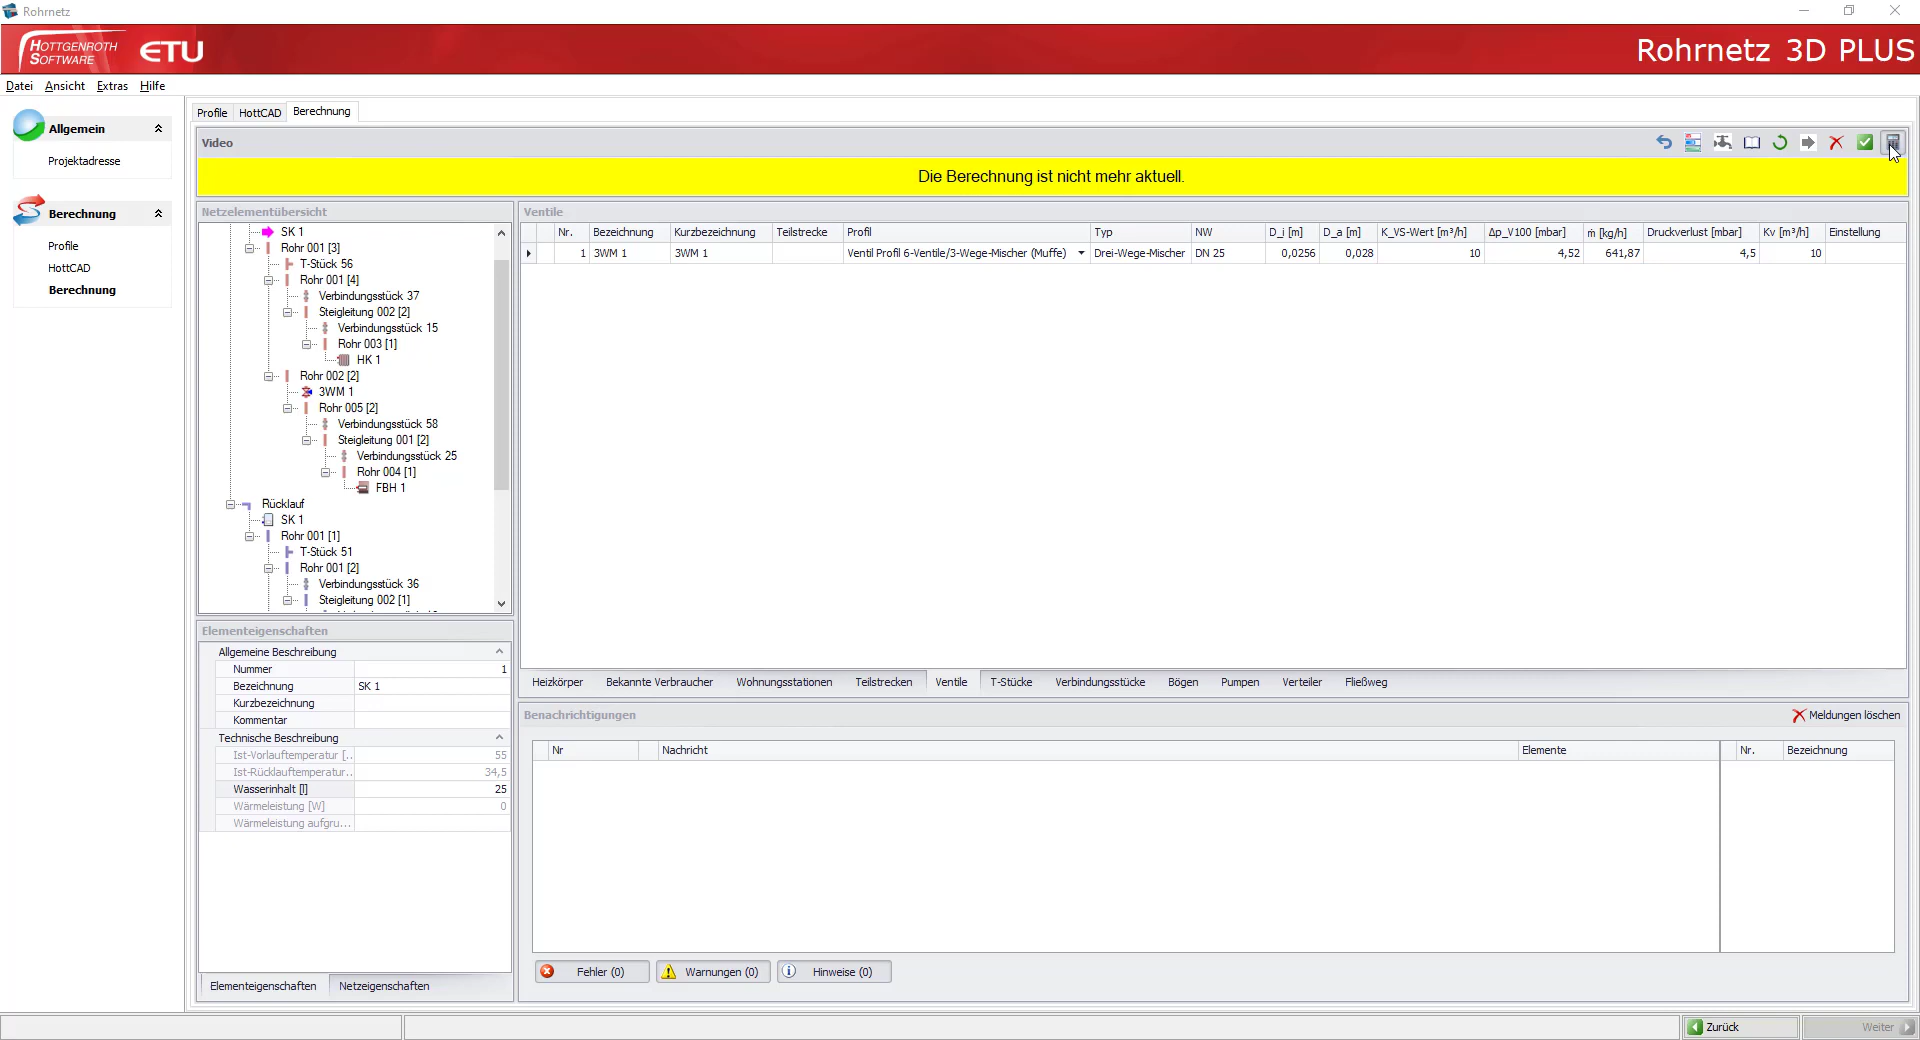 Rohrnetz
HOTTGENROTH SOFTWARE ETU
Rohrnetz 3D PLUS
Datei Ansicht Extras Hilfe
Allgemein
Projektadresse
Berechnung
Profile
HottCAD
Berechnung
Profile HottCAD Berechnung
Video
Die Berechnung ist nicht mehr aktuell.
Netzelementübersicht
SK 1
Rohr 001 [3]
T-Stück 56
Rohr 001 [4]
Verbindungsstück 37
Steigleitung 002 [2]
Verbindungsstück 15
Rohr 003 [1]
HK 1
Rohr 002 [2]
3WM 1
Rohr 005 [2]
Verbindungsstück 58
Steigleitung 001 [2]
Verbindungsstück 25
Rohr 004 [1]
FBH 1
Rücklauf
SK 1
Rohr 001 [1]
T-Stück 51
Rohr 001 [2]
Verbindungsstück 36
Steigleitung 002 [1]
Ventile
Nr. Bezeichnung Kurzbezeichnung Teilstrecke Profil Typ NW D_i [m] D_a [m] K_VS-Wert [m³/h] Δp_V100 [mbar] ṁ [kg/h] Druckverlust [mbar] Kv [m³/h] Einstellung
1 3WM 1 3WM 1 Ventil Profil 6-Ventile/3-Wege-Mischer (Muffe) Drei-Wege-Mischer DN 25 0,0256 0,028 10 4,52 641,87 4,5 10
Heizkörper Bekannte Verbraucher Wohnungsstationen Teilstrecken Ventile T-Stücke Verbindungsstücke Bögen Pumpen Verteiler Fließweg
Elementeigenschaften
Allgemeine Beschreibung
Nummer 1
Bezeichnung SK 1
Kurzbezeichnung
Kommentar
Technische Beschreibung
Ist-Vorlauftemperatur [.. 55
Ist-Rücklauftemperatur.. 34,5
Wasserinhalt [l] 25
Wärmeleistung [W] 0
Wärmeleistung aufgru...
Elementeigenschaften Netzeigenschaften
Benachrichtigungen
Meldungen löschen
Nr Nachricht Elemente Nr. Bezeichnung
Fehler (0) Warnungen (0) Hinweise (0)
Zurück Weiter